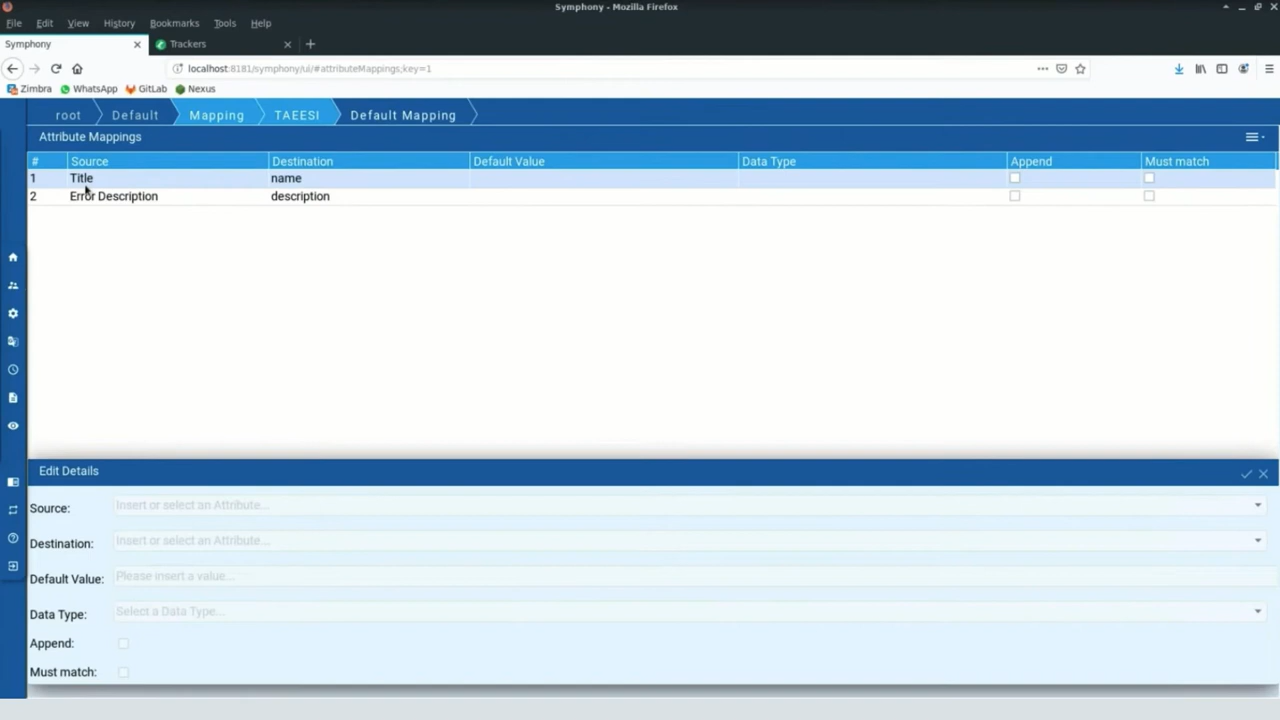 Symphony - Mozilla Firefox
File Edit View History Bookmarks Tools Help
Symphony Trackers
localhost:8181/symphony/ui/#attributeMappings;key=1
Zimbra WhatsApp GitLab Nexus
root Default Mapping TAEESI Default Mapping
Attribute Mappings
# Source Destination Default Value Data Type Append Must match
1 Title name
2 Error Description description
Edit Details
Source: Insert or select an Attribute...
Destination: Insert or select an Attribute...
Default Value: Please insert a value...
Data Type: Select a Data Type...
Append:
Must match: